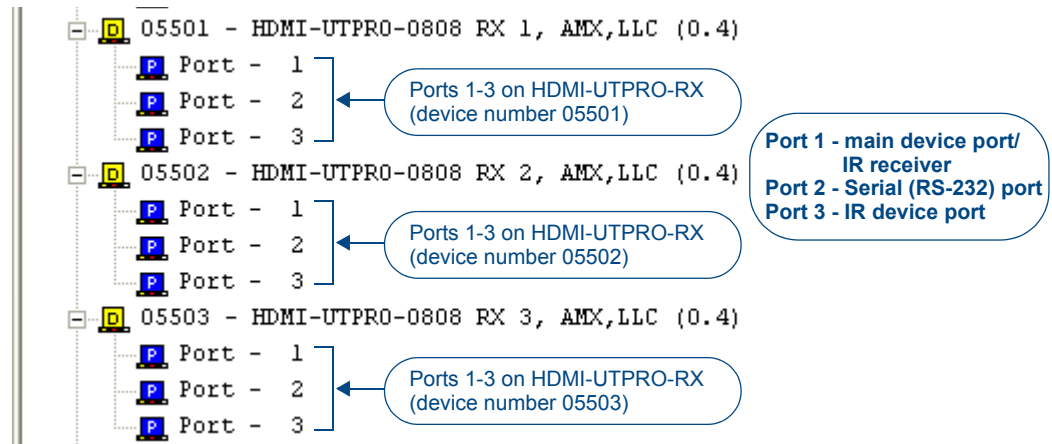 05501 - HDMI-UTPRO-0808 RX 1, AMX,LLC (0.4)
P Port - 1
P Port - 2
P Port - 3
Ports 1-3 on HDMI-UTPRO-RX
(device number 05501)
D 05502 - HDMI-UTPRO-0808 RX 2, AMX,LLC (0.4)
P Port - 1
P Port - 2
P Port - 3
Ports 1-3 on HDMI-UTPRO-RX
(device number 05502)
Port 1 - main device port/
IR receiver
Port 2 - Serial (RS-232) port
Port 3 - IR device port
D 05503 - HDMI-UTPRO-0808 RX 3, AMX,LLC (0.4)
P Port - 1
P Port - 2
P Port - 3
Ports 1-3 on HDMI-UTPRO-RX
(device number 05503)